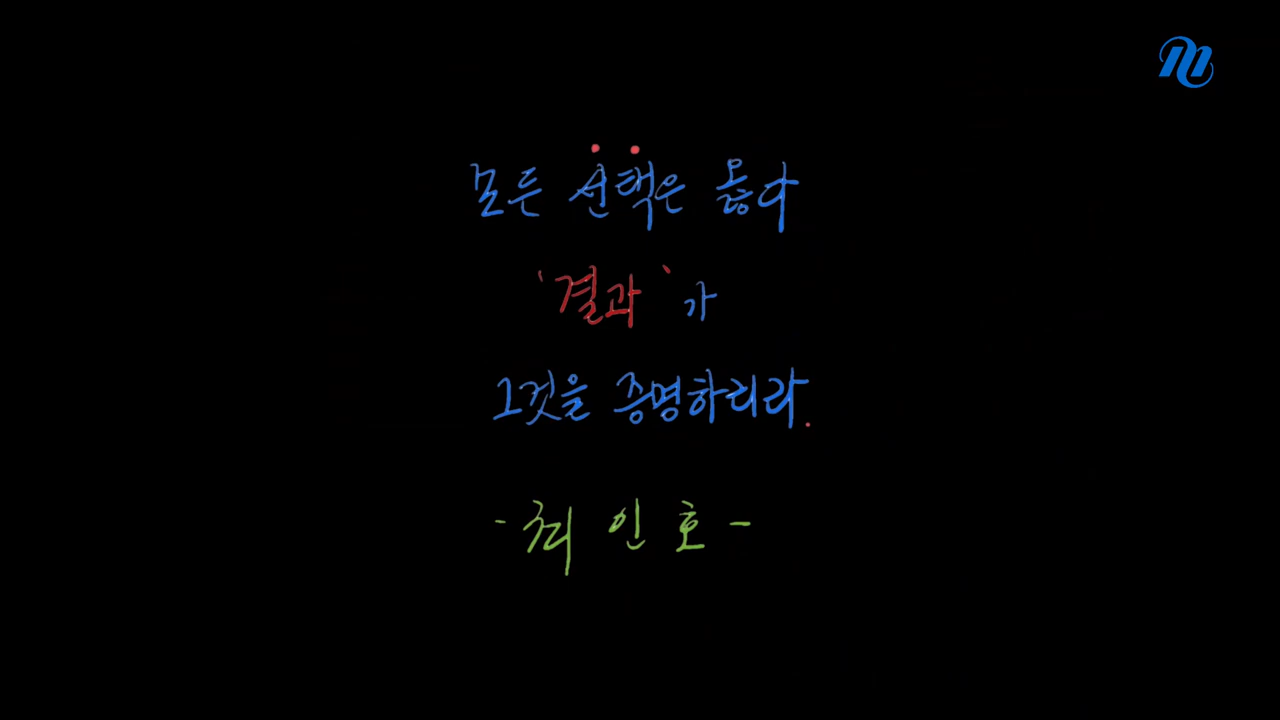 모든 선택은 옳다
'결과'가
그것을 증명하리라.
- 최 인 호 -